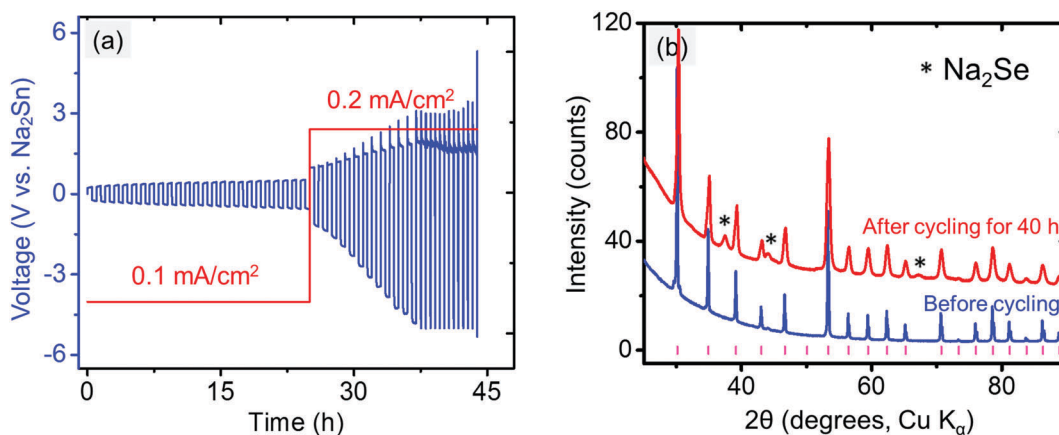 (a)
6
3
0
-3
-6
Voltage (V vs. Na₂Sn)
0.2 mA/cm²
0.1 mA/cm²
0
15
30
45
Time (h)
(b)
120
80
40
0
Intensity (counts)
* Na₂Se
*
*
*
After cycling for 40 h
Before cycling
40
60
80
2θ (degrees, Cu Kα)